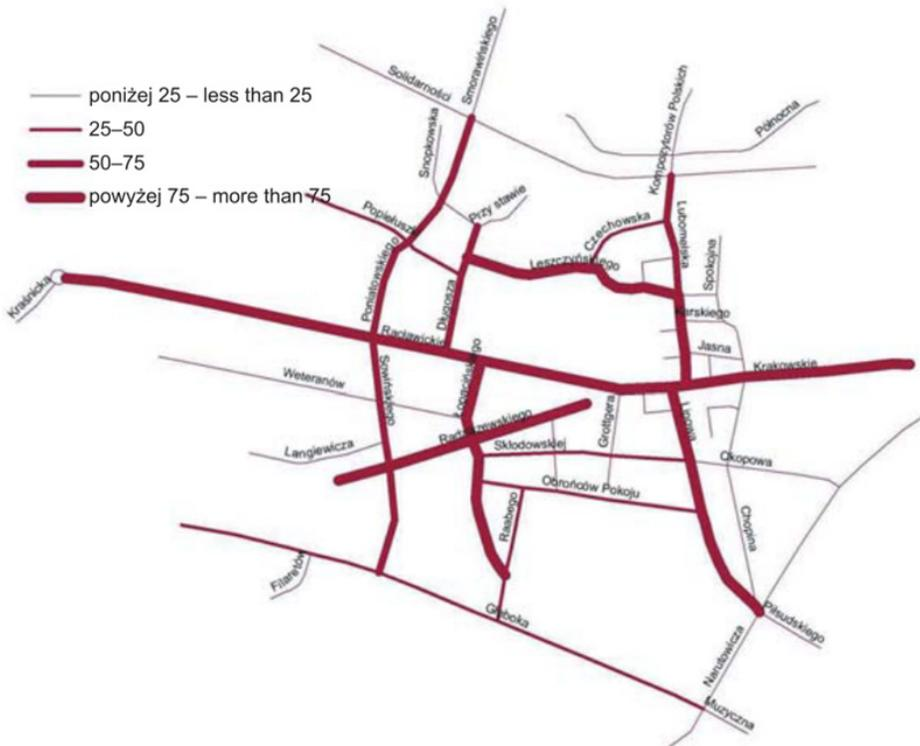 poniżej 25 – less than 25
25–50
50–75
powyżej 75 – more than 75
Solidarności
Smorawińskiego
Snopkowska
Kompozytorów Polskich
Północna
Przy stawie
Popiełuszki
Czechowska
Lubomelska
Leszczyńskiego
Spokojna
Poniatowskiego
Długosza
Kraśnicka
Karskiego
Racławickie
Jasna
Krakowskie
Łopacińskiego
Weteranów
Sowińskiego
Radziszewskiego
Grottgera
Lipowa
Langiewicza
Skłodowskiej
Okopowa
Obrońców Pokoju
Raabego
Chopina
Filaretów
Głęboka
Piłsudskiego
Narutowicza
Muzyczna